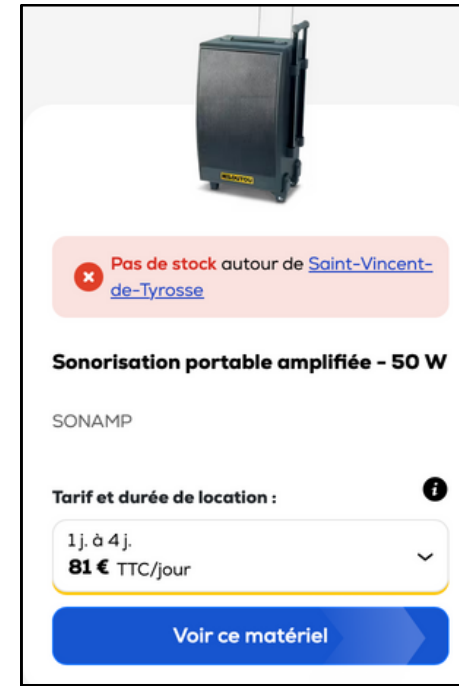 KILOUTOU
Pas de stock autour de Saint-Vincent-
de-Tyrosse
Sonorisation portable amplifiée - 50 W
SONAMP
Tarif et durée de location :
1 j. à 4 j.
81 € TTC/jour
Voir ce matériel